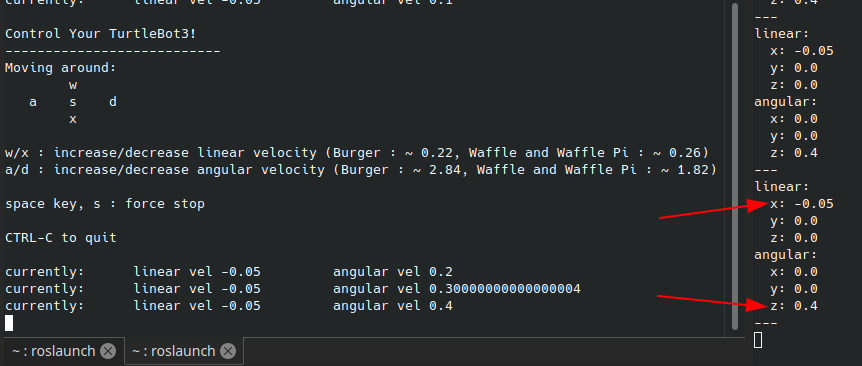 currently: linear vel -0.05 angular vel 0.1
Control Your TurtleBot3!
---------------------------
Moving around:
w
a s d
x
w/x : increase/decrease linear velocity (Burger : ~ 0.22, Waffle and Waffle Pi : ~ 0.26)
a/d : increase/decrease angular velocity (Burger : ~ 2.84, Waffle and Waffle Pi : ~ 1.82)
space key, s : force stop
CTRL-C to quit
currently: linear vel -0.05 angular vel 0.2
currently: linear vel -0.05 angular vel 0.30000000000000004
currently: linear vel -0.05 angular vel 0.4
~ : roslaunch
~ : roslaunch
z: 0.4
---
linear:
x: -0.05
y: 0.0
z: 0.0
angular:
x: 0.0
y: 0.0
z: 0.4
---
linear:
x: -0.05
y: 0.0
z: 0.0
angular:
x: 0.0
y: 0.0
z: 0.4
---